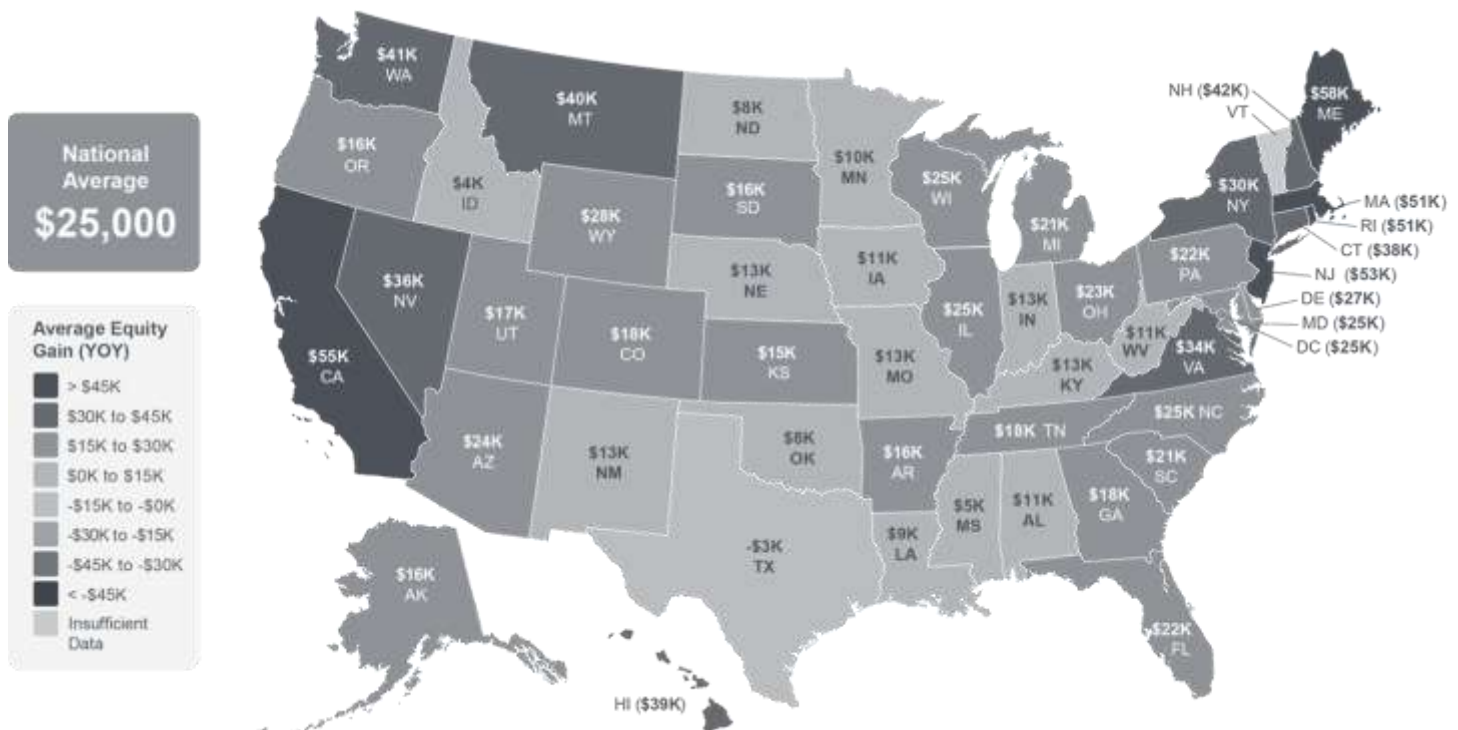 National
Average
$25,000
Average Equity
Gain (YOY)
> $45K
$30K to $45K
$15K to $30K
$0K to $15K
-$15K to -$0K
-$30K to -$15K
-$45K to -$30K
< -$45K
Insufficient
Data
$41K
WA
$16K
OR
$4K
ID
$40K
MT
$28K
WY
$8K
ND
$16K
SD
$13K
NE
$15K
KS
$10K
MN
$11K
IA
$13K
MO
$25K
WI
$25K
IL
$21K
MI
$13K
IN
$23K
OH
$13K
KY
$11K
WV
$22K
PA
$30K
NY
$34K
VA
$25K NC
$18K TN
$21K
SC
$18K
GA
$22K
FL
$11K
AL
$5K
MS
$9K
LA
$16K
AR
OK
-$3K
TX
$13K
NM
$24K
AZ
$18K
CO
$17K
UT
$36K
NV
$55K
CA
$16K
AK
HI ($39K)
NH ($42K)
VT
$58K
ME
MA ($51K)
RI ($51K)
CT ($38K)
NJ ($53K)
DE ($27K)
MD ($25K)
DC ($25K)